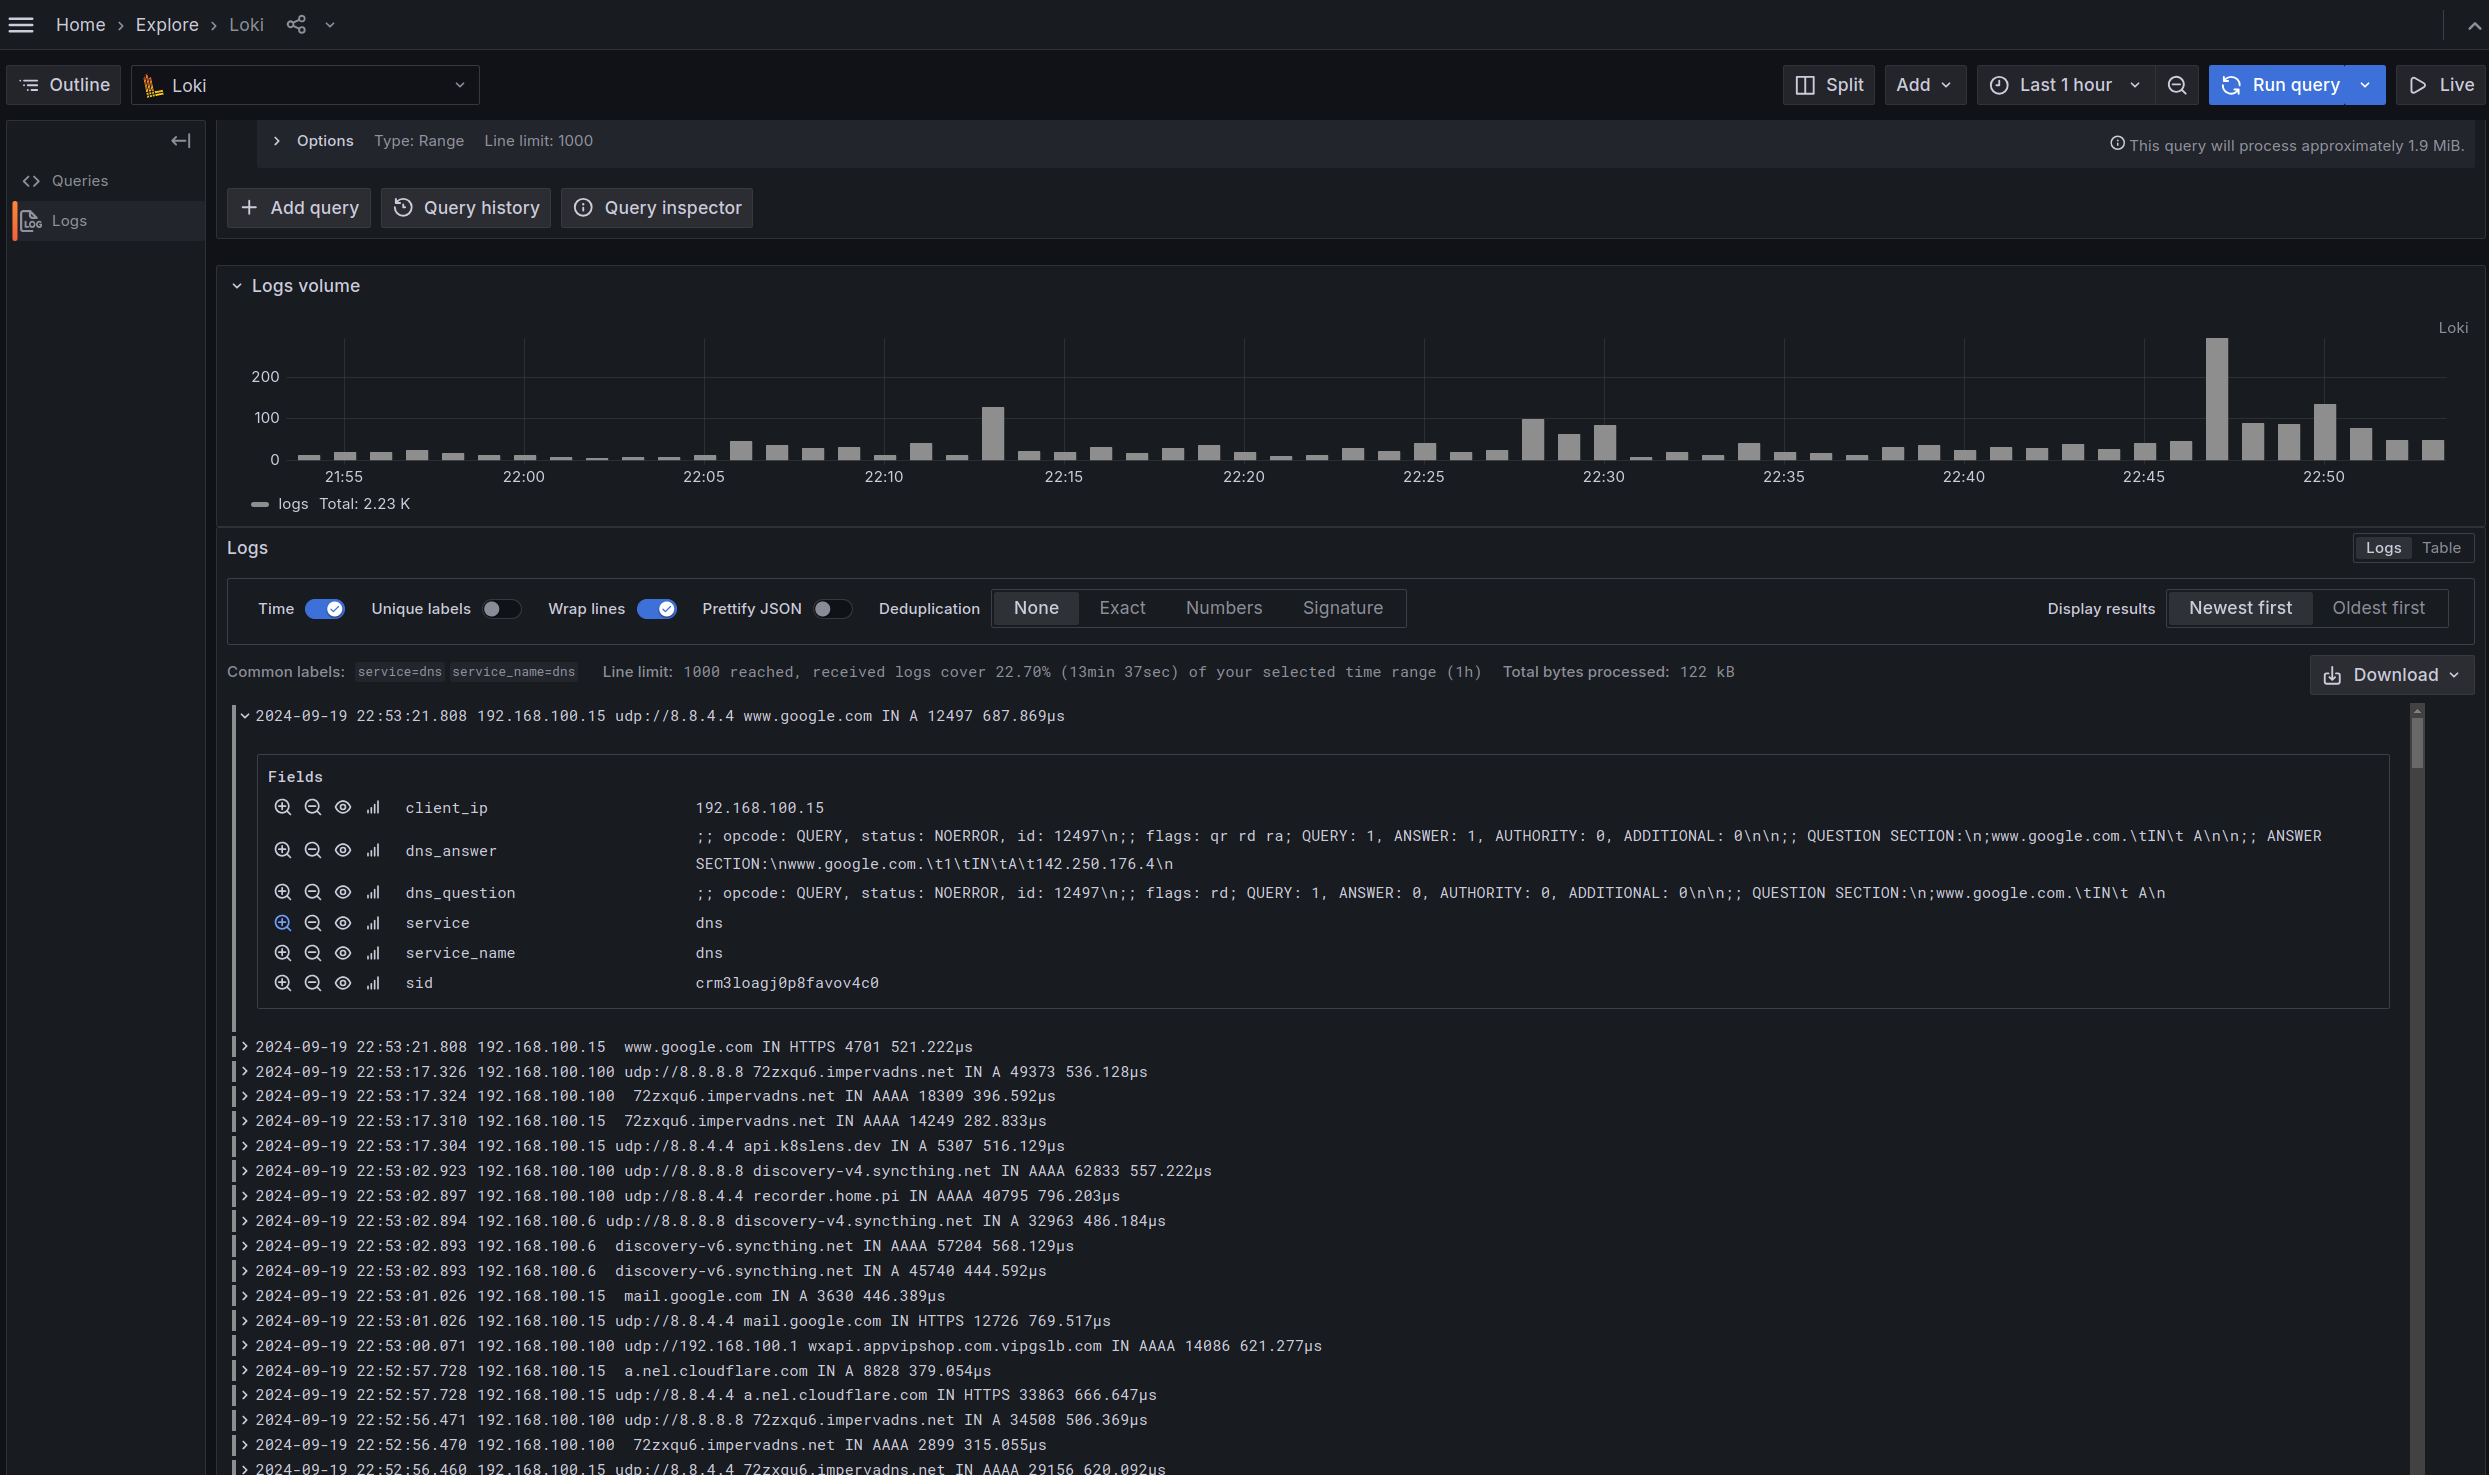 Home › Explore › Loki
Outline Loki Split Add Last 1 hour Run query Live
Queries
Logs
Options Type: Range Line limit: 1000 This query will process approximately 1.9 MiB.
+ Add query Query history Query inspector
Logs volume
Loki
200
100
0
21:55 22:00 22:05 22:10 22:15 22:20 22:25 22:30 22:35 22:40 22:45 22:50
logs Total: 2.23 K
Logs Logs Table
Time Unique labels Wrap lines Prettify JSON Deduplication None Exact Numbers Signature Display results Newest first Oldest first
Common labels: service=dns service_name=dns Line limit: 1000 reached, received logs cover 22.70% (13min 37sec) of your selected time range (1h) Total bytes processed: 122 kB Download
2024-09-19 22:53:21.808 192.168.100.15 udp://8.8.4.4 www.google.com IN A 12497 687.869µs
Fields
client_ip 192.168.100.15
dns_answer ;; opcode: QUERY, status: NOERROR, id: 12497\n;; flags: qr rd ra; QUERY: 1, ANSWER: 1, AUTHORITY: 0, ADDITIONAL: 0\n\n;; QUESTION SECTION:\n;www.google.com.\tIN\t A\n\n;; ANSWER
SECTION:\nwww.google.com.\t1\tIN\tA\t142.250.176.4\n
dns_question ;; opcode: QUERY, status: NOERROR, id: 12497\n;; flags: rd; QUERY: 1, ANSWER: 0, AUTHORITY: 0, ADDITIONAL: 0\n\n;; QUESTION SECTION:\n;www.google.com.\tIN\t A\n
service dns
service_name dns
sid crm3loagj0p8favov4c0
2024-09-19 22:53:21.808 192.168.100.15  www.google.com IN HTTPS 4701 521.222µs
2024-09-19 22:53:17.326 192.168.100.100 udp://8.8.8.8 72zxqu6.impervadns.net IN A 49373 536.128µs
2024-09-19 22:53:17.324 192.168.100.100  72zxqu6.impervadns.net IN AAAA 18309 396.592µs
2024-09-19 22:53:17.310 192.168.100.15  72zxqu6.impervadns.net IN AAAA 14249 282.833µs
2024-09-19 22:53:17.304 192.168.100.15 udp://8.8.4.4 api.k8slens.dev IN A 5307 516.129µs
2024-09-19 22:53:02.923 192.168.100.100 udp://8.8.8.8 discovery-v4.syncthing.net IN AAAA 62833 557.222µs
2024-09-19 22:53:02.897 192.168.100.100 udp://8.8.4.4 recorder.home.pi IN AAAA 40795 796.203µs
2024-09-19 22:53:02.894 192.168.100.6 udp://8.8.8.8 discovery-v4.syncthing.net IN A 32963 486.184µs
2024-09-19 22:53:02.893 192.168.100.6  discovery-v6.syncthing.net IN AAAA 57204 568.129µs
2024-09-19 22:53:02.893 192.168.100.6  discovery-v6.syncthing.net IN A 45740 444.592µs
2024-09-19 22:53:01.026 192.168.100.15  mail.google.com IN A 3630 446.389µs
2024-09-19 22:53:01.026 192.168.100.15 udp://8.8.4.4 mail.google.com IN HTTPS 12726 769.517µs
2024-09-19 22:53:00.071 192.168.100.100 udp://192.168.100.1 wxapi.appvipshop.com.vipgslb.com IN AAAA 14086 621.277µs
2024-09-19 22:52:57.728 192.168.100.15  a.nel.cloudflare.com IN A 8828 379.054µs
2024-09-19 22:52:57.728 192.168.100.15 udp://8.8.4.4 a.nel.cloudflare.com IN HTTPS 33863 666.647µs
2024-09-19 22:52:56.471 192.168.100.100 udp://8.8.8.8 72zxqu6.impervadns.net IN A 34508 506.369µs
2024-09-19 22:52:56.470 192.168.100.100  72zxqu6.impervadns.net IN AAAA 2899 315.055µs
2024-09-19 22:52:56.460 192.168.100.15 udp://8.8.4.4 72zxqu6.impervadns.net IN AAAA 29156 620.092µs